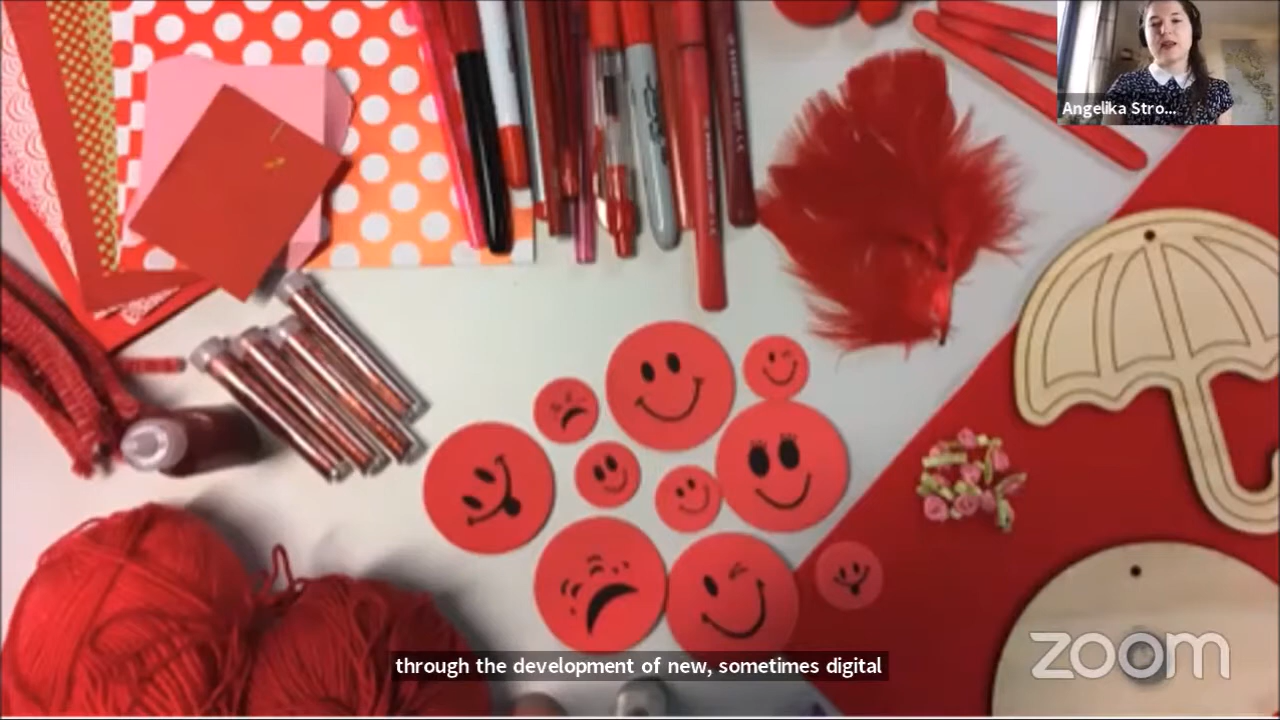 Angelika Stro...
through the development of new, sometimes digital
zoom